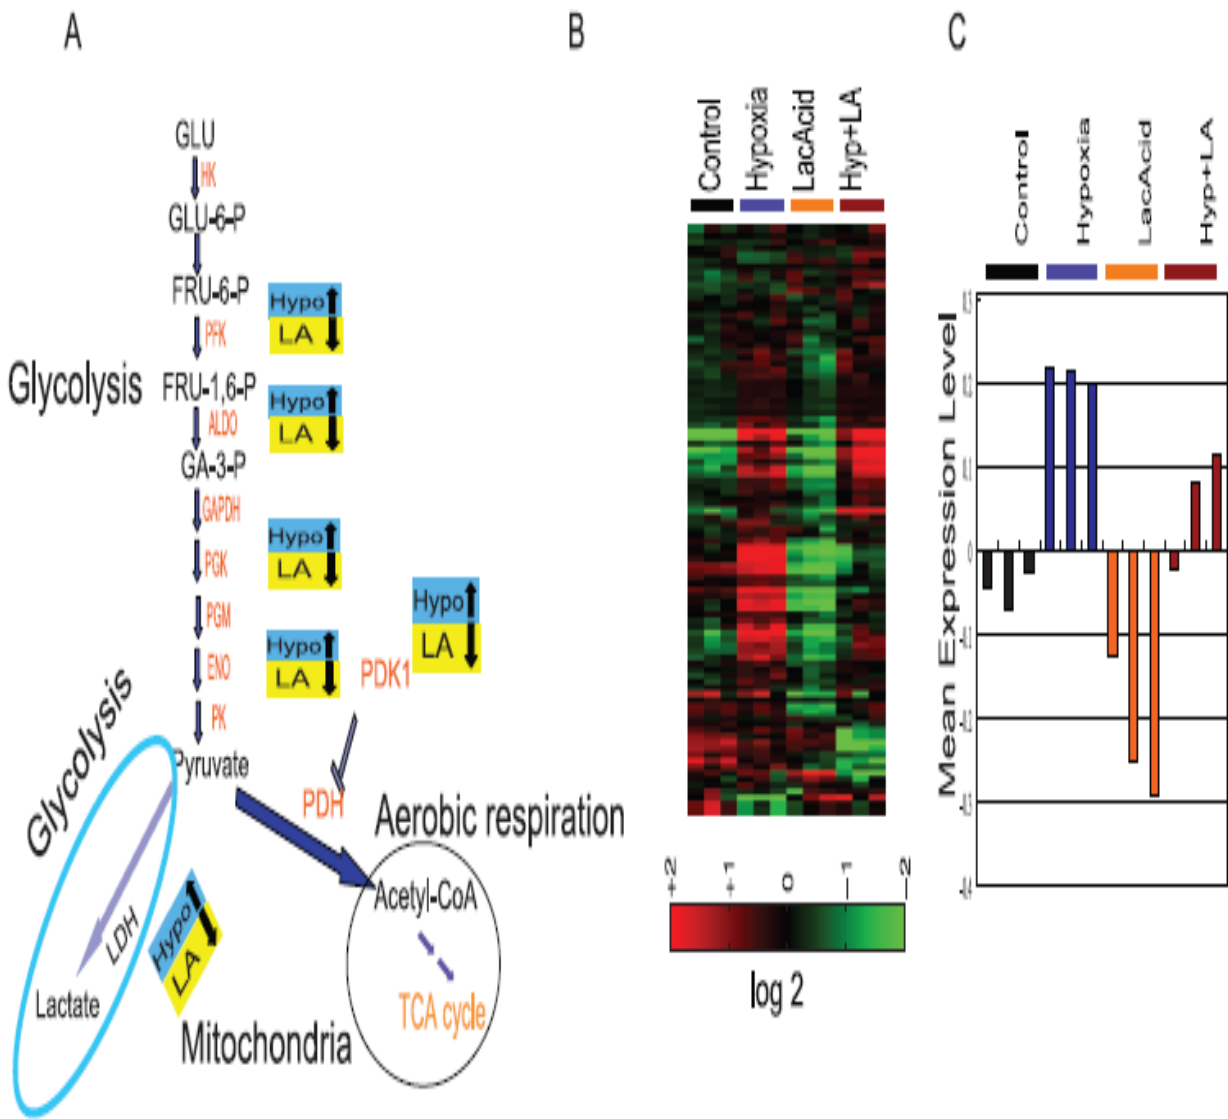 A
B
C
GLU
HK
GLU-6-P
FRU-6-P
PFK
Hypo
LA
Glycolysis
FRU-1,6-P
ALDO
Hypo
LA
GA-3-P
GAPDH
PGK
Hypo
LA
PGM
ENO
Hypo
LA
PDK1
Hypo
LA
PK
Pyruvate
Glycolysis
PDH
Aerobic respiration
Acetyl-CoA
LDH
Hypo
LA
Lactate
TCA cycle
Mitochondria
Control
Hypoxia
LacAcid
Hyp+LA
+2
+1
0
-1
-2
log 2
Control
Hypoxia
LacAcid
Hyp+LA
Mean Expression Level
0